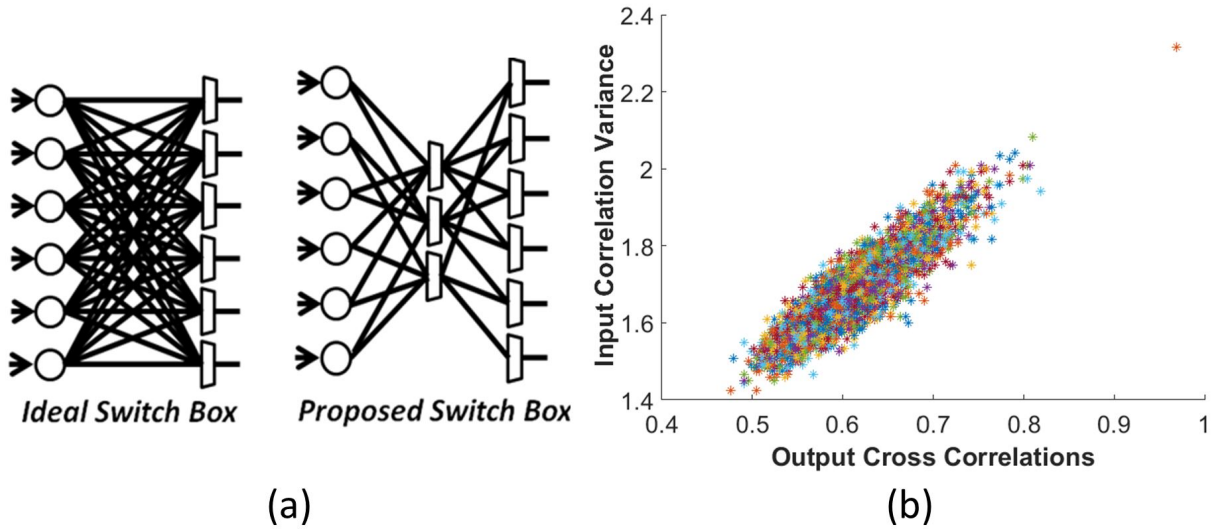 Ideal Switch Box
Proposed Switch Box
(a)
Input Correlation Variance
2.4
2.2
2
1.8
1.6
1.4
0.4 0.5 0.6 0.7 0.8 0.9 1
Output Cross Correlations
(b)